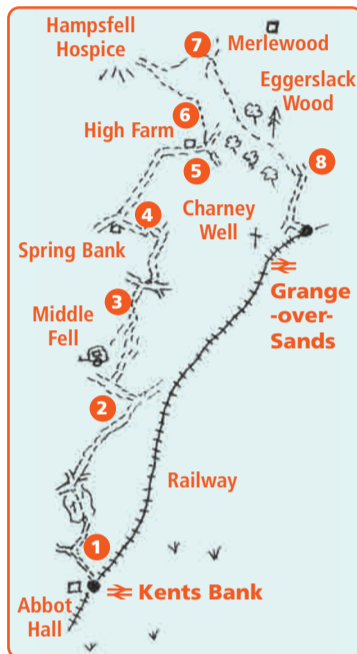 Hampsfell
Hospice
7
Merlewood
Eggerslack
Wood
6
High Farm
5
8
4
Charney
Well
Spring Bank
Grange
-over-
Sands
3
Middle
Fell
2
Railway
1
Kents Bank
Abbot
Hall